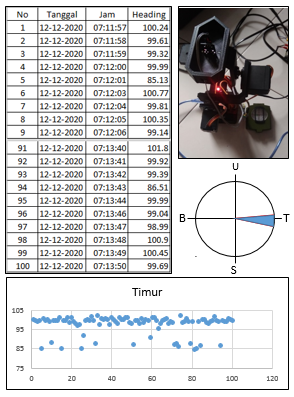 No Tanggal Jam Heading
1 12-12-2020 07:11:57 100.24
2 12-12-2020 07:11:58 99.61
3 12-12-2020 07:11:59 99.32
4 12-12-2020 07:12:00 99.99
5 12-12-2020 07:12:01 85.13
6 12-12-2020 07:12:03 100.77
7 12-12-2020 07:12:04 99.81
8 12-12-2020 07:12:05 100.35
9 12-12-2020 07:12:06 99.14
91 12-12-2020 07:13:40 101.8
92 12-12-2020 07:13:41 99.92
93 12-12-2020 07:13:42 99.39
94 12-12-2020 07:13:43 86.51
95 12-12-2020 07:13:44 99.99
96 12-12-2020 07:13:46 99.04
97 12-12-2020 07:13:47 98.99
98 12-12-2020 07:13:48 100.9
99 12-12-2020 07:13:49 100.45
100 12-12-2020 07:13:50 99.69
U
B T
S
Timur
105
95
85
75
0 20 40 60 80 100 120